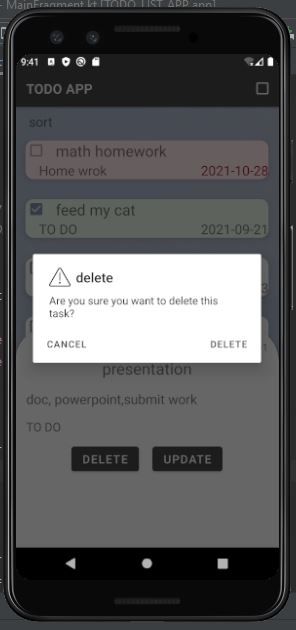 - MainFragment.kt [TODO_LIST_APP.app]
9:41
TODO APP
sort
math homework
Home wrok 2021-10-28
feed my cat
TO DO 2021-09-21
delete
Are you sure you want to delete this
task?
3
CANCEL DELETE
presentation
doc, powerpoint,submit work
TO DO
DELETE UPDATE